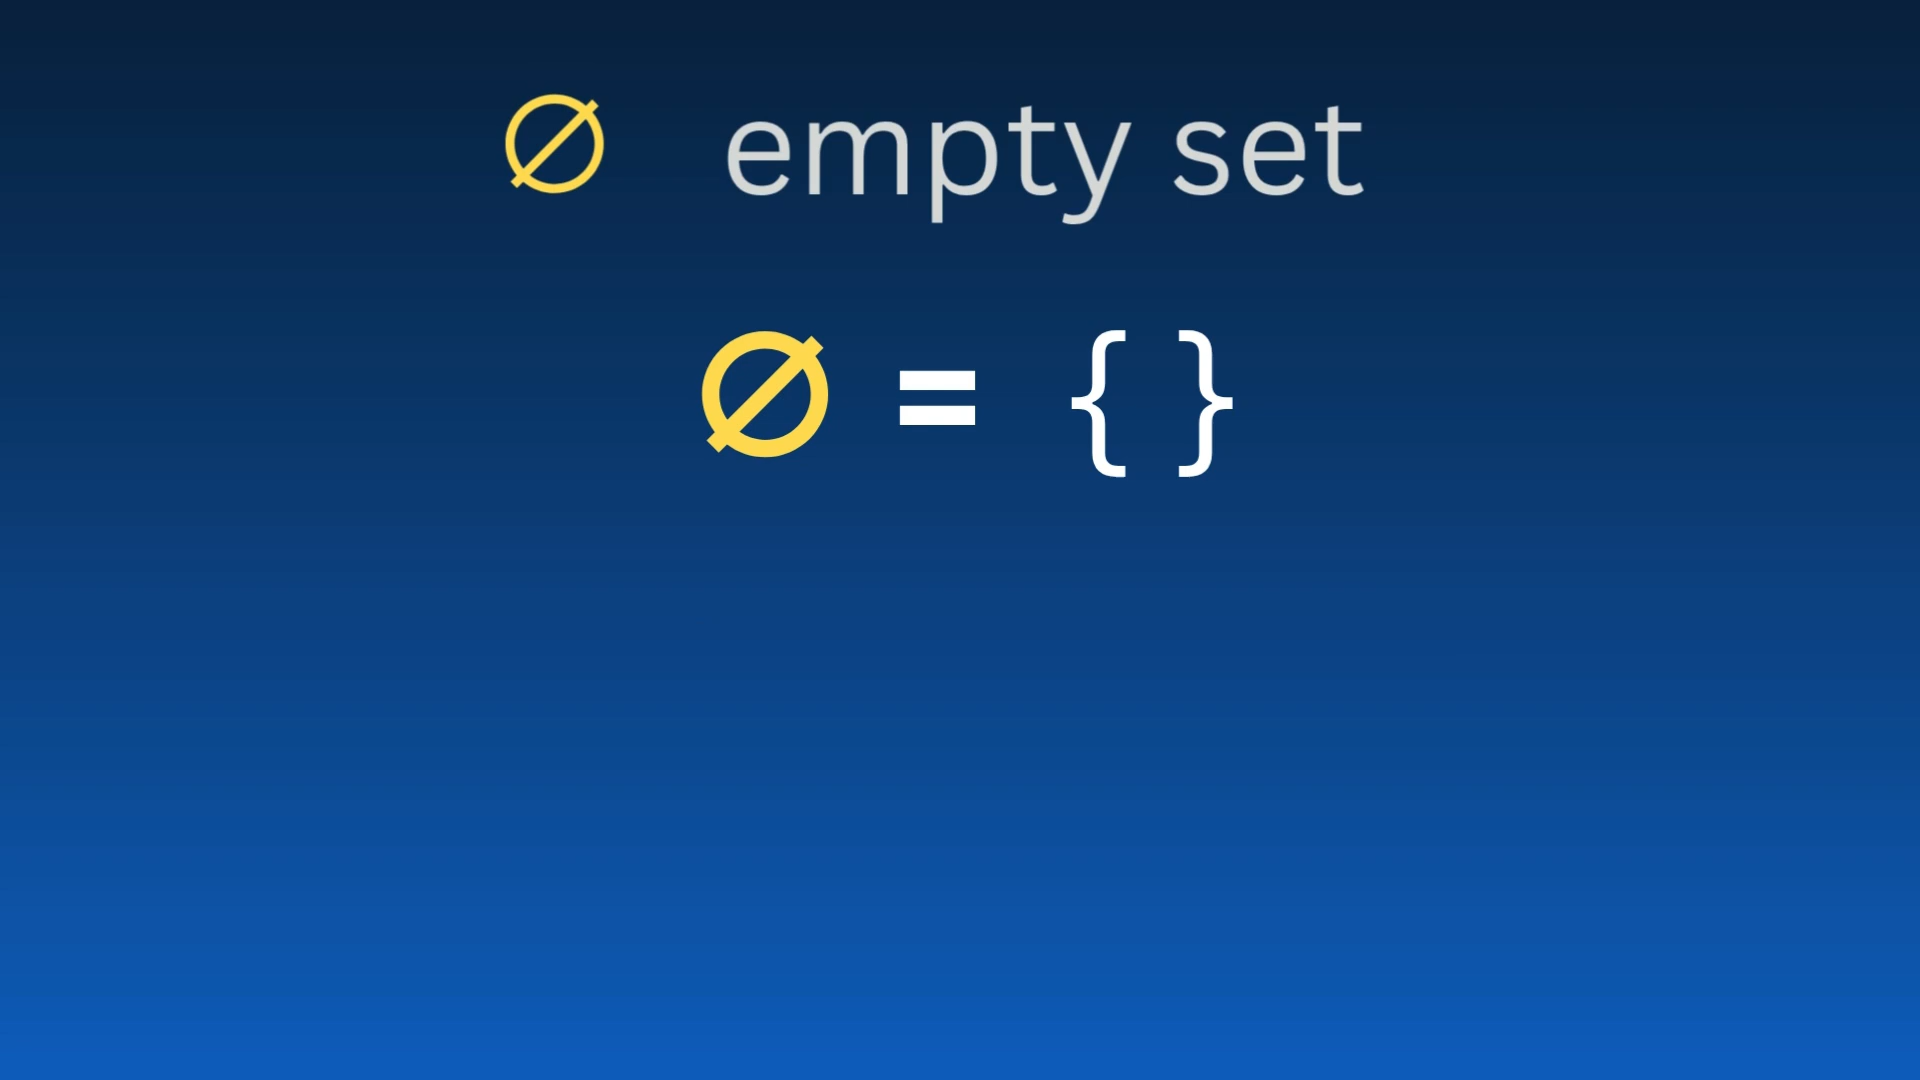 ∅ empty set
∅ = { }